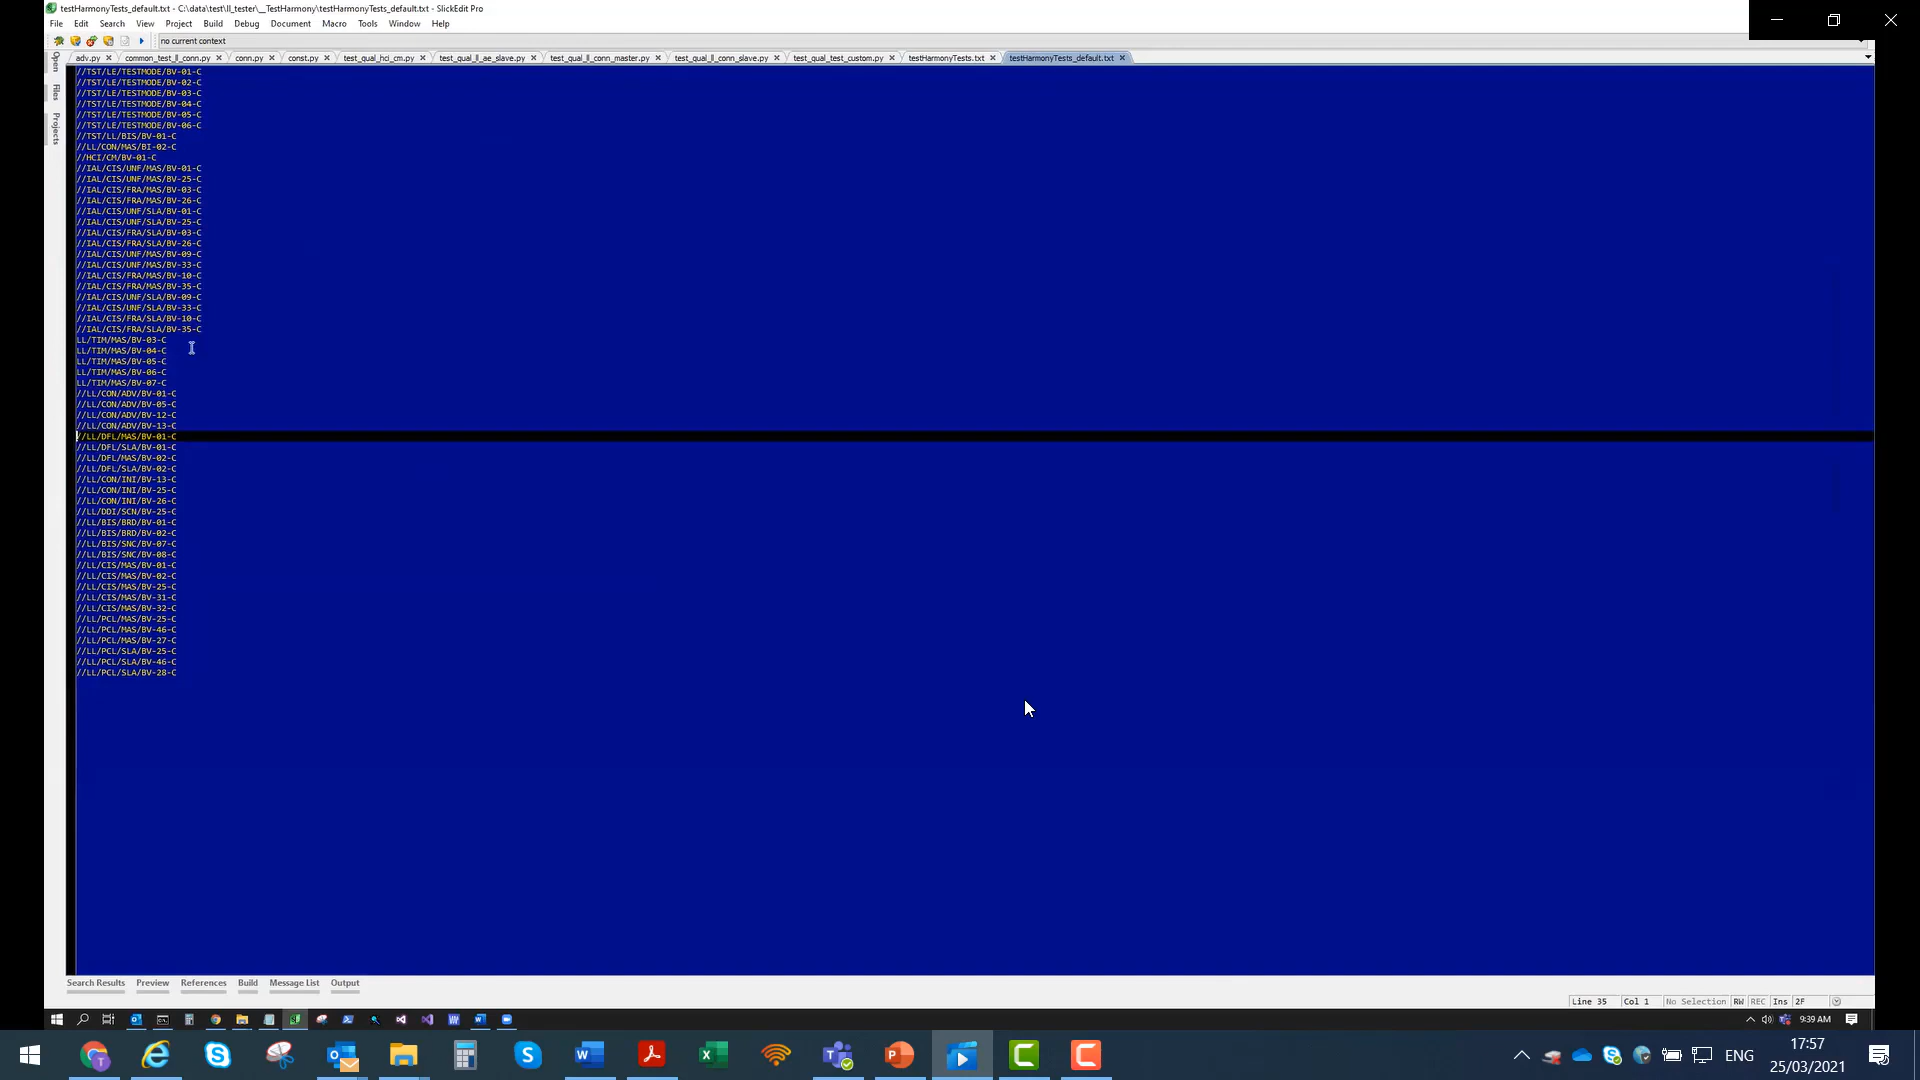 testHarmonyTests_default.txt - C:\data\test\ll_tester\__TestHarmony\testHarmonyTests_default.txt - SlickEdit Pro
File Edit Search View Project Build Debug Document Macro Tools Window Help
no current context
adv.py common_test_ll_conn.py conn.py const.py test_qual_hci_cm.py test_qual_ll_ae_slave.py test_qual_ll_conn_master.py test_qual_ll_conn_slave.py test_qual_test_custom.py testHarmonyTests.txt testHarmonyTests_default.txt
Open
Files
Projects
//TST/LE/TESTMODE/BV-01-C
//TST/LE/TESTMODE/BV-02-C
//TST/LE/TESTMODE/BV-03-C
//TST/LE/TESTMODE/BV-04-C
//TST/LE/TESTMODE/BV-05-C
//TST/LE/TESTMODE/BV-06-C
//TST/LL/BIS/BV-01-C
//LL/CON/MAS/BI-02-C
//HCI/CM/BV-01-C
//IAL/CIS/UNF/MAS/BV-01-C
//IAL/CIS/UNF/MAS/BV-25-C
//IAL/CIS/FRA/MAS/BV-03-C
//IAL/CIS/FRA/MAS/BV-26-C
//IAL/CIS/UNF/SLA/BV-01-C
//IAL/CIS/UNF/SLA/BV-25-C
//IAL/CIS/FRA/SLA/BV-03-C
//IAL/CIS/FRA/SLA/BV-26-C
//IAL/CIS/UNF/MAS/BV-09-C
//IAL/CIS/UNF/MAS/BV-33-C
//IAL/CIS/FRA/MAS/BV-10-C
//IAL/CIS/FRA/MAS/BV-35-C
//IAL/CIS/UNF/SLA/BV-09-C
//IAL/CIS/UNF/SLA/BV-33-C
//IAL/CIS/FRA/SLA/BV-10-C
//IAL/CIS/FRA/SLA/BV-35-C
LL/TIM/MAS/BV-03-C
LL/TIM/MAS/BV-04-C
LL/TIM/MAS/BV-05-C
LL/TIM/MAS/BV-06-C
LL/TIM/MAS/BV-07-C
//LL/CON/ADV/BV-01-C
//LL/CON/ADV/BV-05-C
//LL/CON/ADV/BV-12-C
//LL/CON/ADV/BV-13-C
//LL/DFL/MAS/BV-01-C
//LL/DFL/SLA/BV-01-C
//LL/DFL/MAS/BV-02-C
//LL/DFL/SLA/BV-02-C
//LL/CON/INI/BV-13-C
//LL/CON/INI/BV-25-C
//LL/CON/INI/BV-26-C
//LL/DDI/SCN/BV-25-C
//LL/BIS/BRD/BV-01-C
//LL/BIS/BRD/BV-02-C
//LL/BIS/SNC/BV-07-C
//LL/BIS/SNC/BV-08-C
//LL/CIS/MAS/BV-01-C
//LL/CIS/MAS/BV-02-C
//LL/CIS/MAS/BV-25-C
//LL/CIS/MAS/BV-31-C
//LL/CIS/MAS/BV-32-C
//LL/PCL/MAS/BV-25-C
//LL/PCL/MAS/BV-46-C
//LL/PCL/MAS/BV-27-C
//LL/PCL/SLA/BV-25-C
//LL/PCL/SLA/BV-46-C
//LL/PCL/SLA/BV-28-C
Search Results Preview References Build Message List Output
Line 35 Col 1 No Selection RW REC Ins 2F
9:39 AM
ENG
17:57
25/03/2021